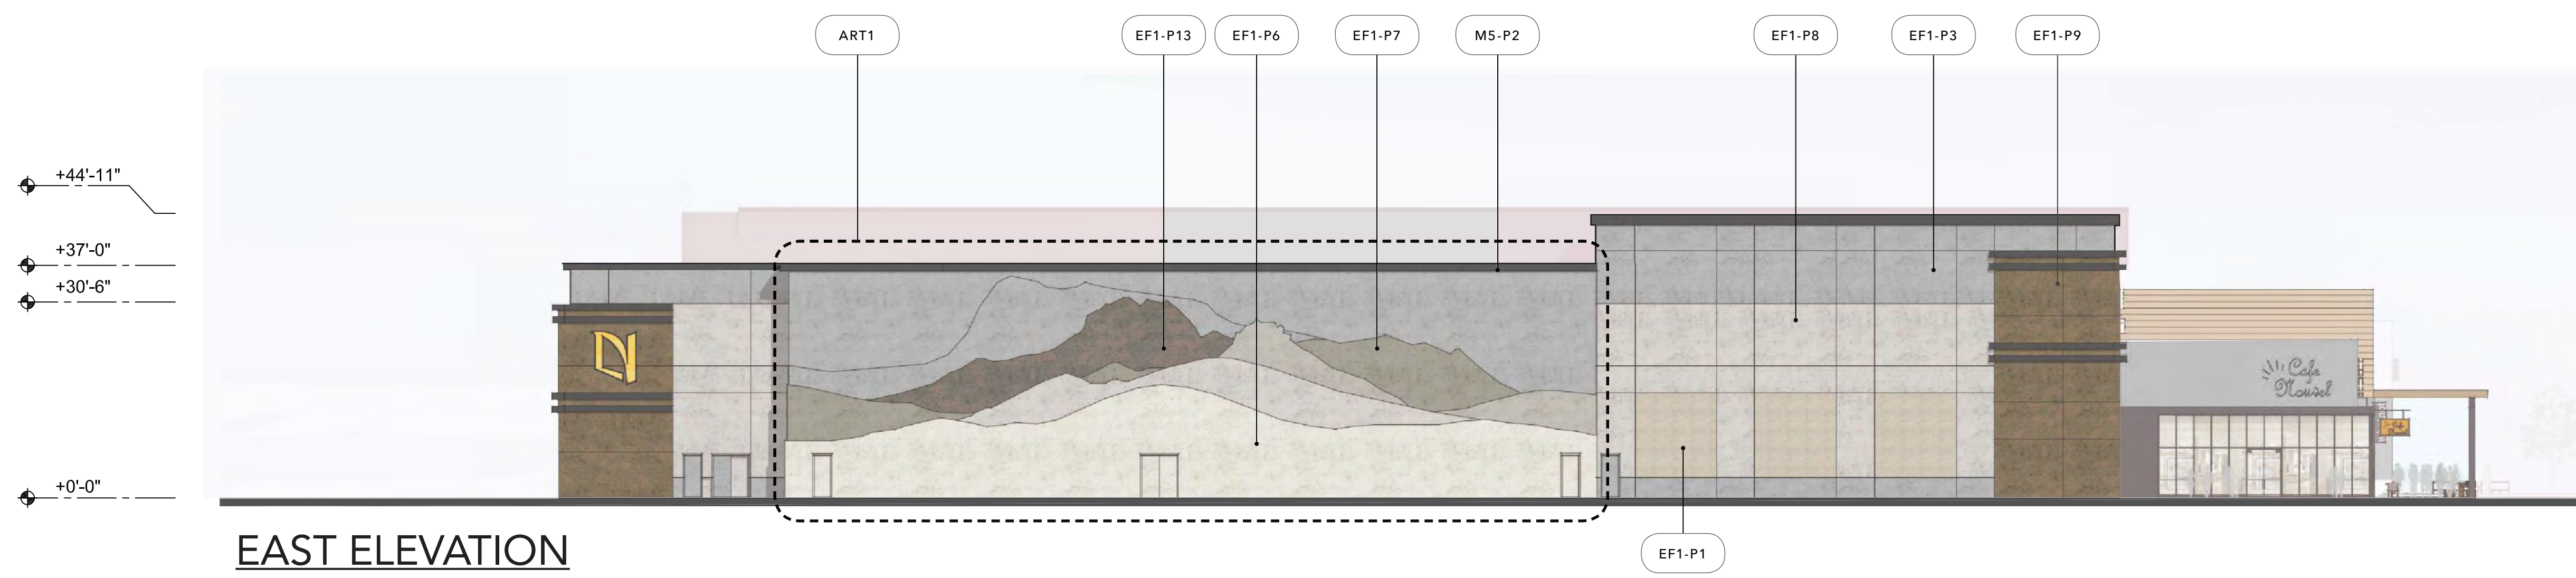 ART1
EF1-P13
EF1-P6
EF1-P7
M5-P2
EF1-P8
EF1-P3
EF1-P9
+44'-11"
+37'-0"
+30'-6"
+0'-0"
N
Cafe
EF1-P1
EAST ELEVATION